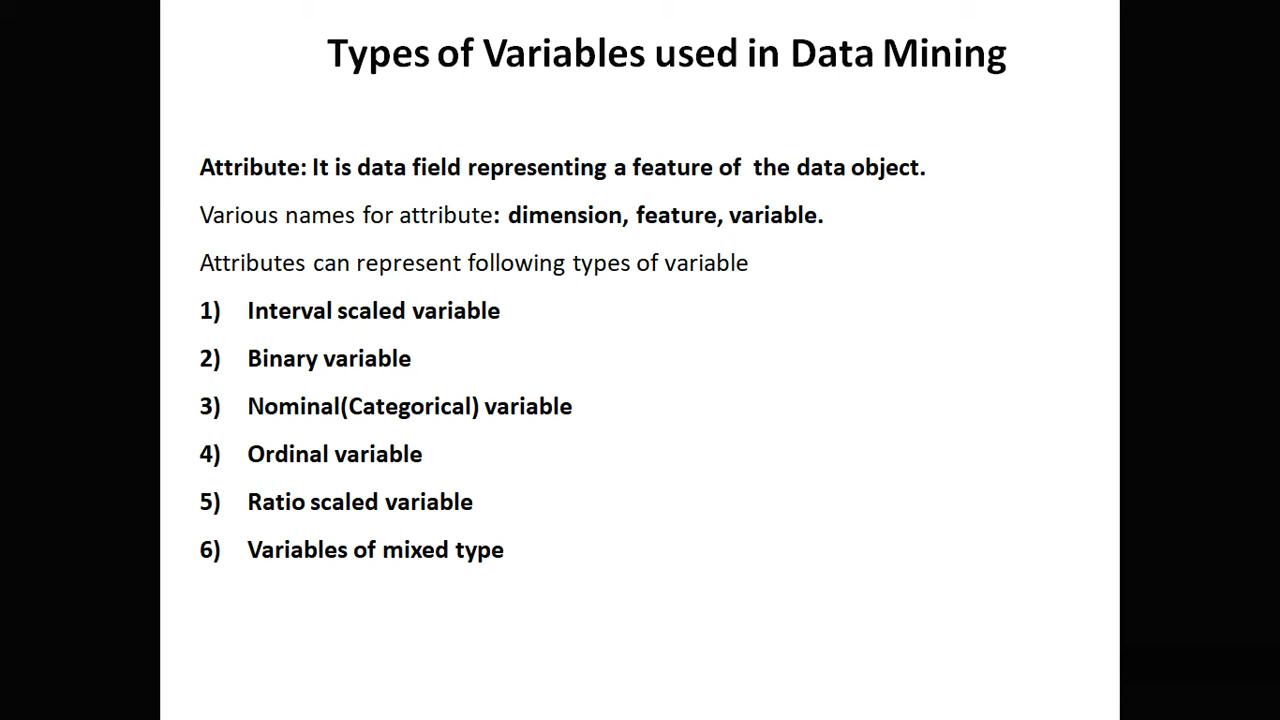 Types of Variables used in Data Mining
Attribute: It is data field representing a feature of the data object.
Various names for attribute: dimension, feature, variable.
Attributes can represent following types of variable
1) Interval scaled variable
2) Binary variable
3) Nominal(Categorical) variable
4) Ordinal variable
5) Ratio scaled variable
6) Variables of mixed type